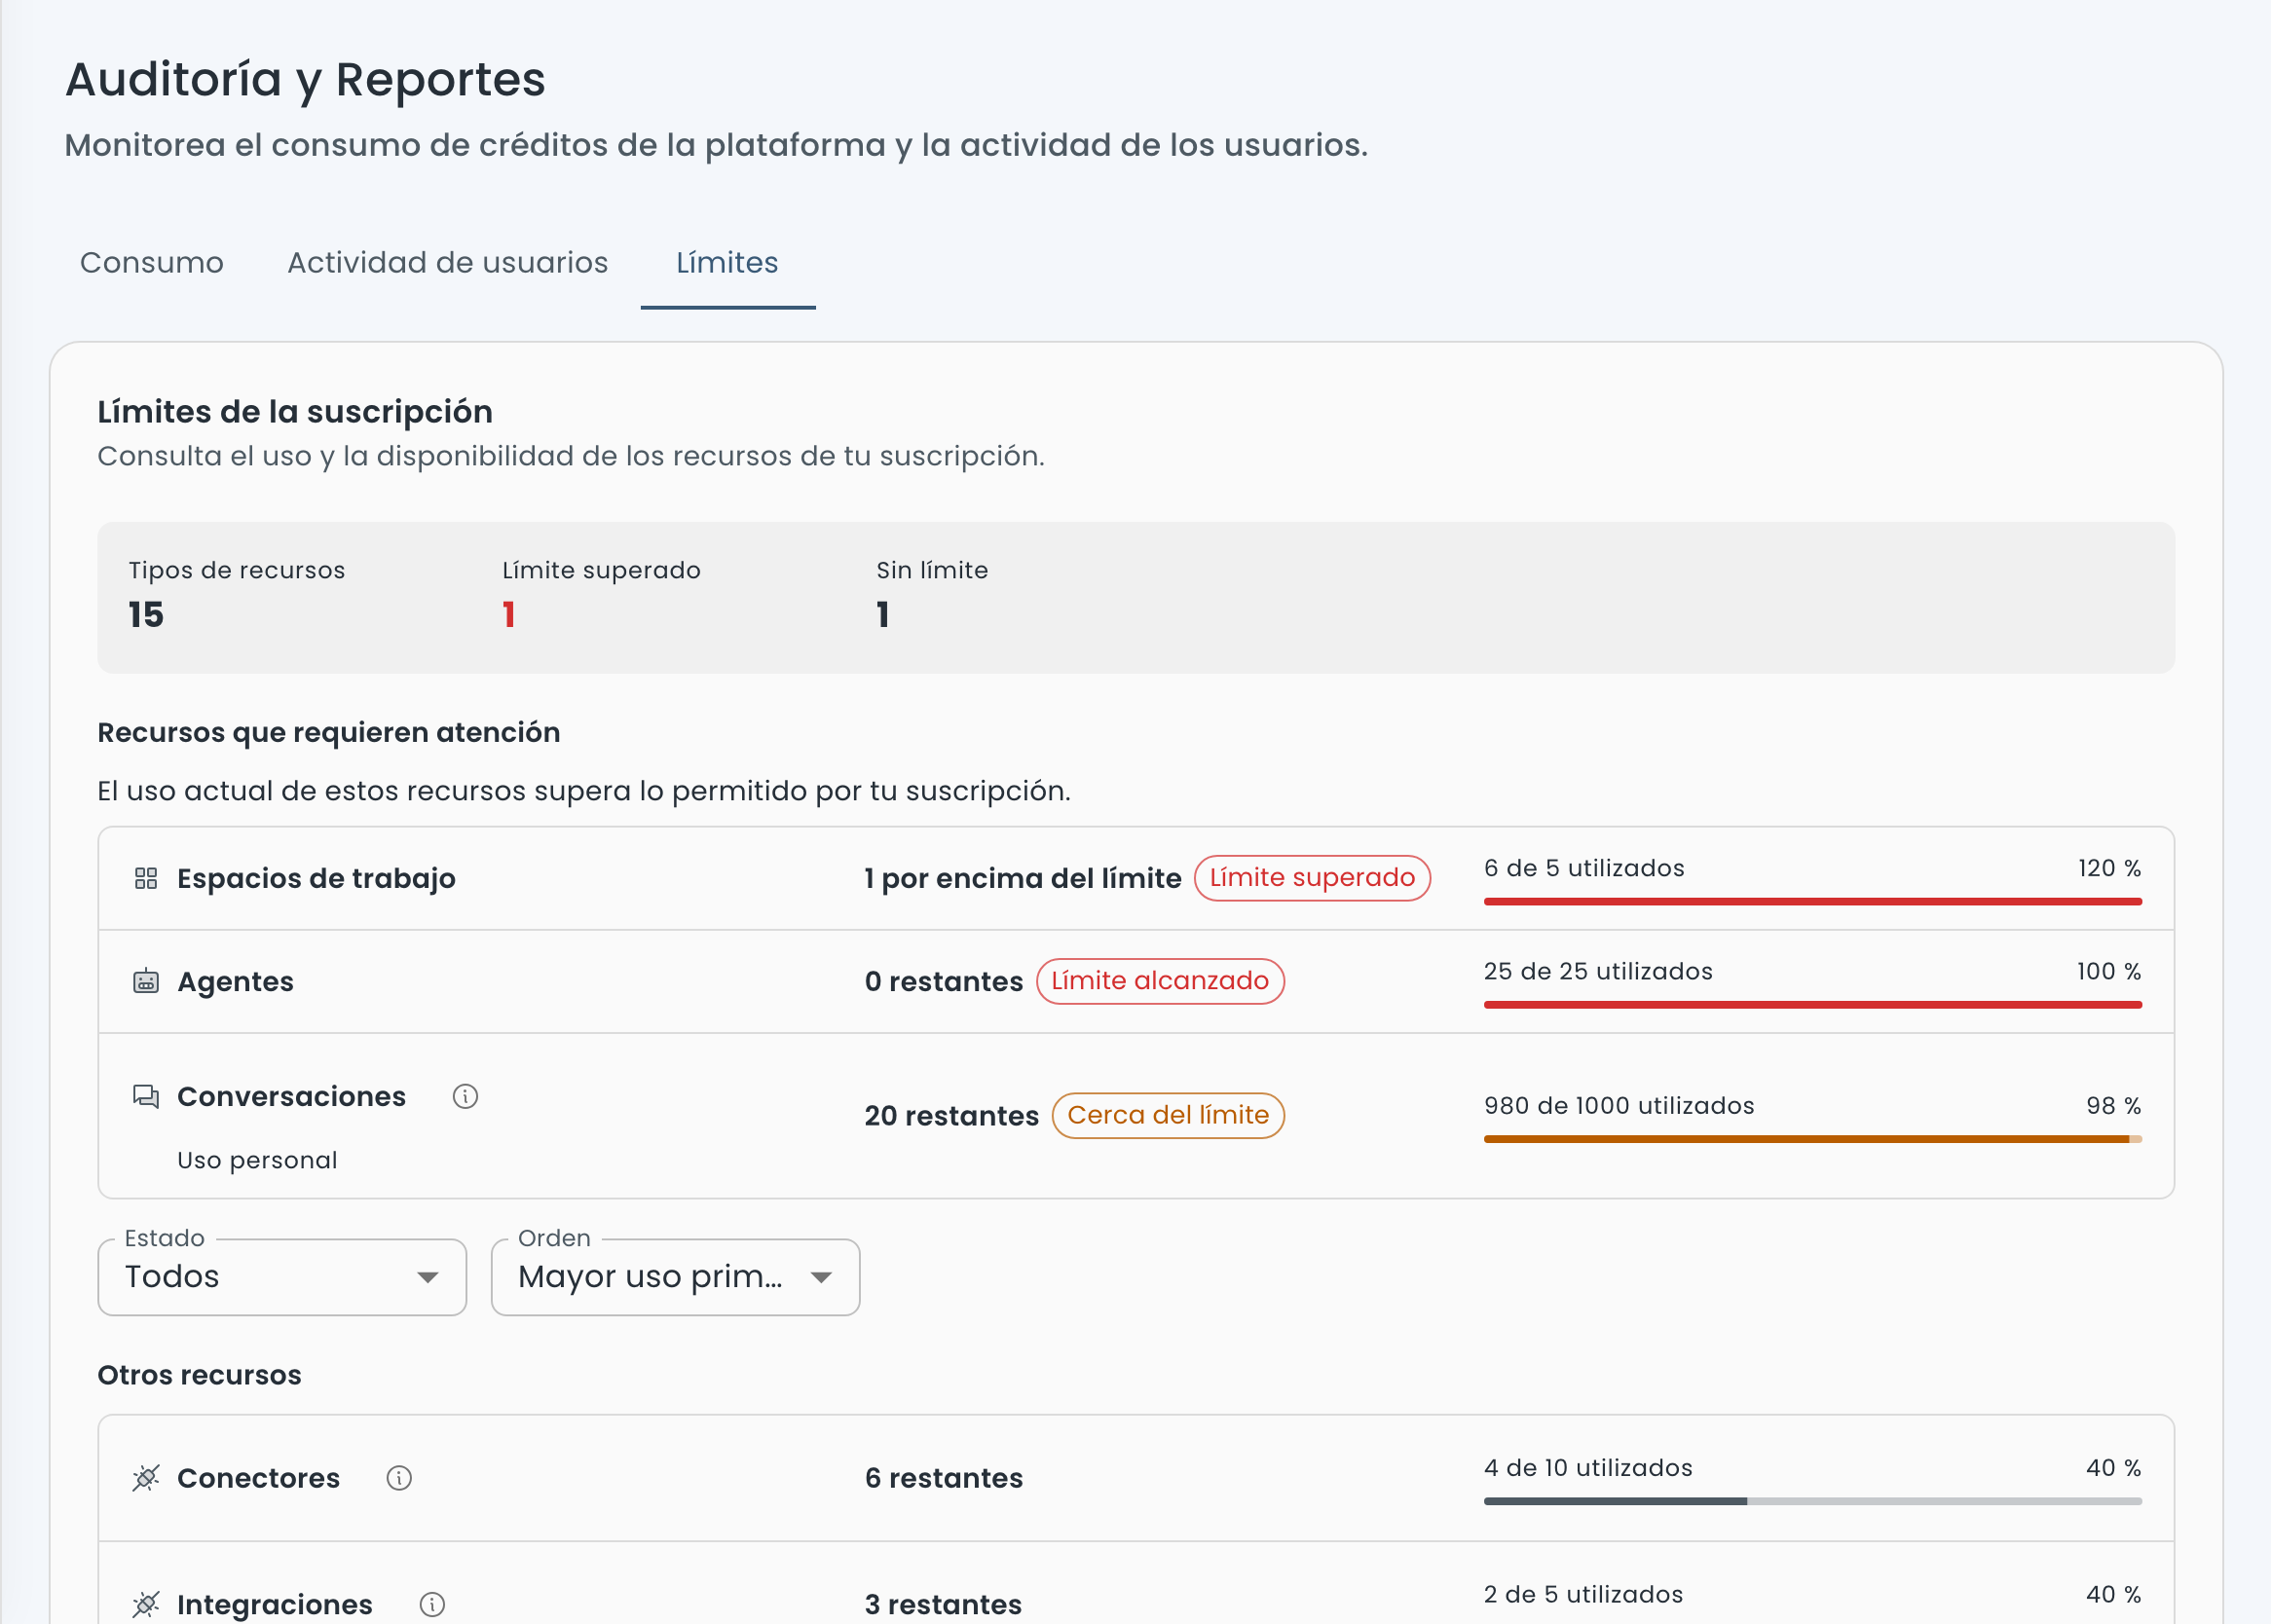 Auditoría y Reportes
Monitorea el consumo de créditos de la plataforma y la actividad de los usuarios.
Consumo Actividad de usuarios Límites
Límites de la suscripción
Consulta el uso y la disponibilidad de los recursos de tu suscripción.
Tipos de recursos Límite superado Sin límite
15 1 1
Recursos que requieren atención
El uso actual de estos recursos supera lo permitido por tu suscripción.
Espacios de trabajo 1 por encima del límite Límite superado 6 de 5 utilizados 120 %
Agentes 0 restantes Límite alcanzado 25 de 25 utilizados 100 %
Conversaciones 20 restantes Cerca del límite 980 de 1000 utilizados 98 %
Uso personal
Estado Orden
Todos Mayor uso prim...
Otros recursos
Conectores 6 restantes 4 de 10 utilizados 40 %
Integraciones 3 restantes 2 de 5 utilizados 40 %